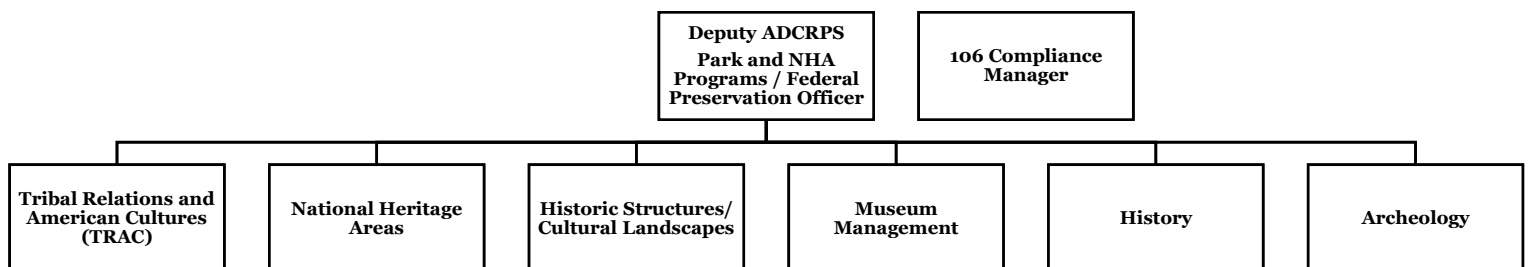 Deputy ADCRPS
Park and NHA
Programs / Federal
Preservation Officer
106 Compliance
Manager
Tribal Relations and
American Cultures
(TRAC)
National Heritage
Areas
Historic Structures/
Cultural Landscapes
Museum
Management
History
Archeology